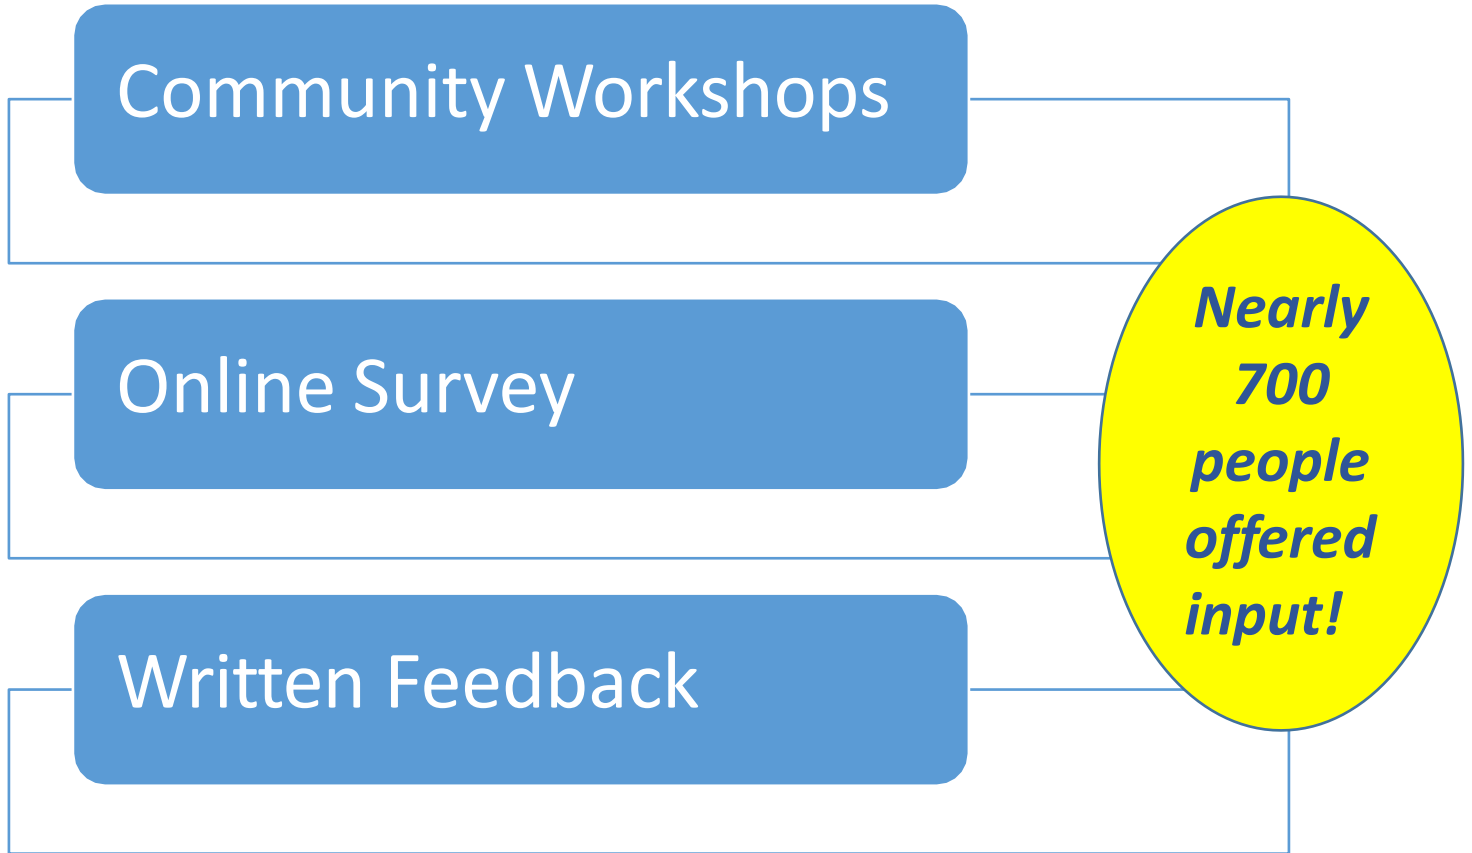 Community Workshops
Online Survey
Written Feedback
Nearly
700
people
offered
input!